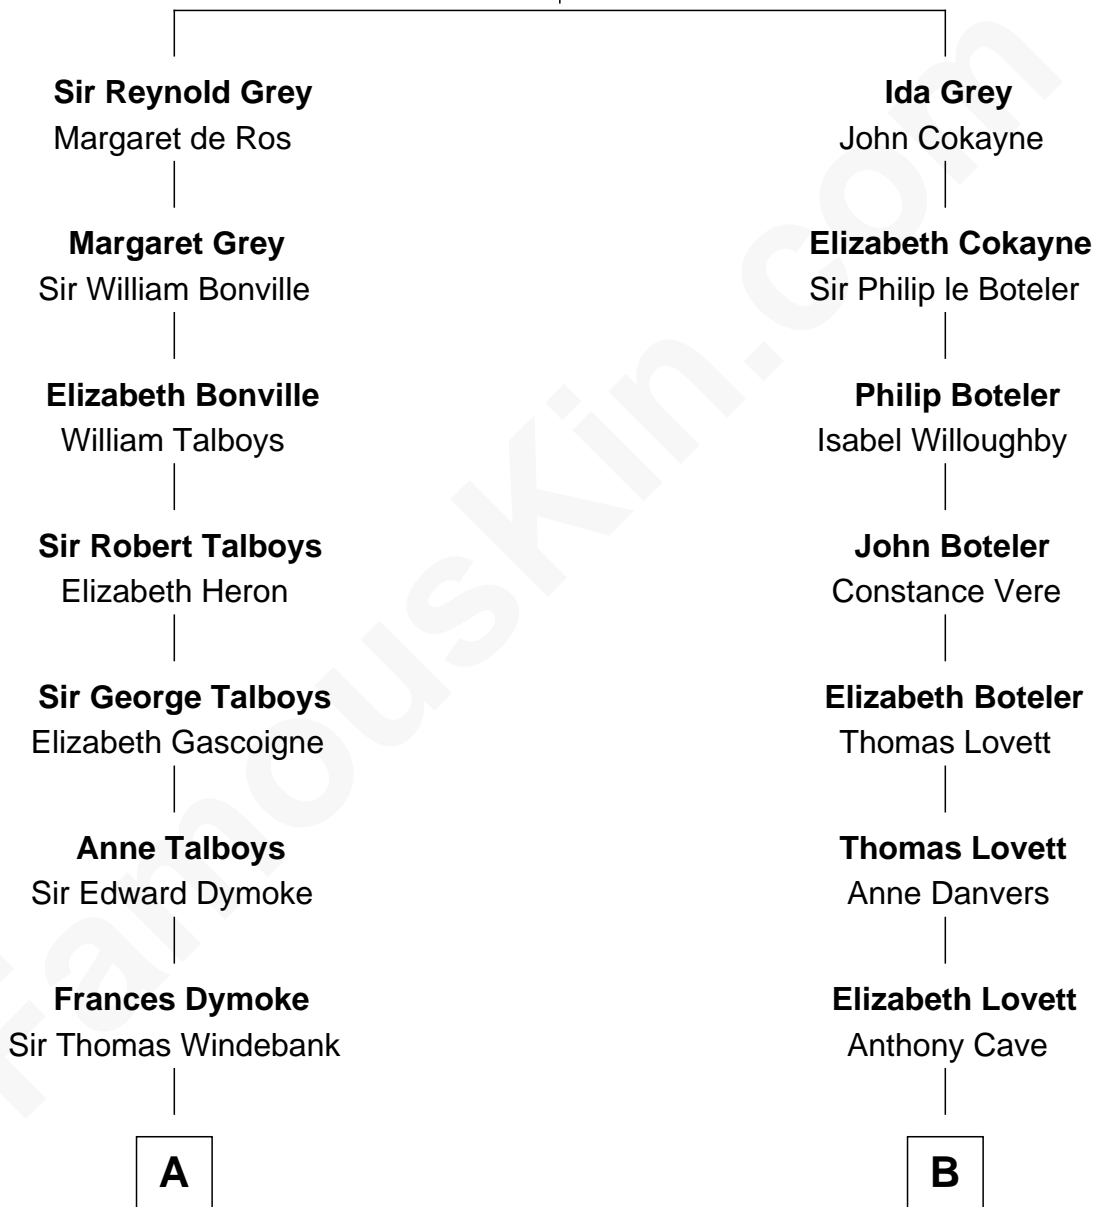 Sir Reynold Grey
Margaret de Ros
Margaret Grey
Sir William Bonville
Elizabeth Bonville
William Talboys
Sir Robert Talboys
Elizabeth Heron
Sir George Talboys
Elizabeth Gascoigne
Anne Talboys
Sir Edward Dymoke
Frances Dymoke
Sir Thomas Windebank
A
Ida Grey
John Cokayne
Elizabeth Cokayne
Sir Philip le Boteler
Philip Boteler
Isabel Willoughby
John Boteler
Constance Vere
Elizabeth Boteler
Thomas Lovett
Thomas Lovett
Anne Danvers
Elizabeth Lovett
Anthony Cave
B
FamousKin.com